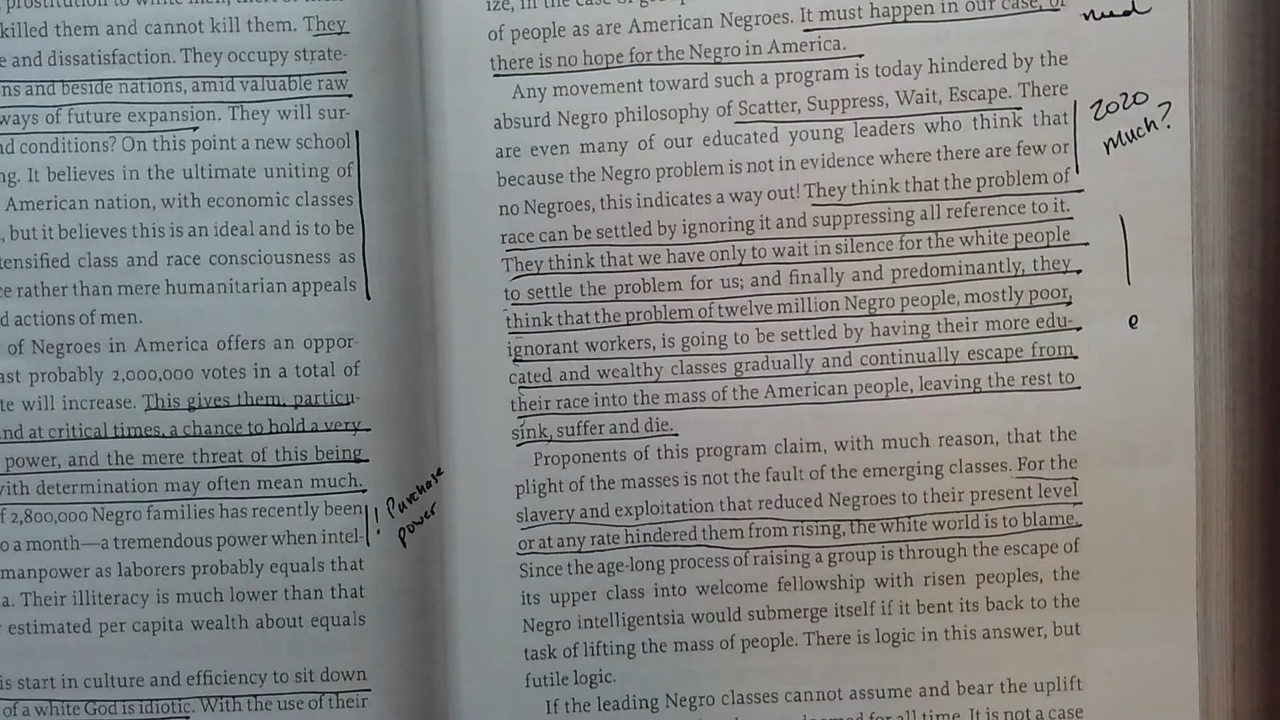 prostitution to white men, theft of
killed them and cannot kill them. They
e and dissatisfaction. They occupy strate-
ns and beside nations, amid valuable raw
ways of future expansion. They will sur-
nd conditions? On this point a new school
ng. It believes in the ultimate uniting of
American nation, with economic classes
, but it believes this is an ideal and is to be
tensified class and race consciousness as
ce rather than mere humanitarian appeals
d actions of men.
of Negroes in America offers an oppor-
ast probably 2,000,000 votes in a total of
te will increase. This gives them, particu-
nd at critical times, a chance to hold a very
power, and the mere threat of this being
with determination may often mean much.
f 2,800,000 Negro families has recently been
o a month—a tremendous power when intel-
manpower as laborers probably equals that
a. Their illiteracy is much lower than that
r estimated per capita wealth about equals
is start in culture and efficiency to sit down
of a white God is idiotic. With the use of their
! Purchase
power
ize, in the case of
of people as are American Negroes. It must happen in our case, or
there is no hope for the Negro in America.
Any movement toward such a program is today hindered by the
absurd Negro philosophy of Scatter, Suppress, Wait, Escape. There
are even many of our educated young leaders who think that
because the Negro problem is not in evidence where there are few or
no Negroes, this indicates a way out! They think that the problem of
race can be settled by ignoring it and suppressing all reference to it.
They think that we have only to wait in silence for the white people
to settle the problem for us; and finally and predominantly, they
think that the problem of twelve million Negro people, mostly poor,
ignorant workers, is going to be settled by having their more edu-
cated and wealthy classes gradually and continually escape from
their race into the mass of the American people, leaving the rest to
sink, suffer and die.
Proponents of this program claim, with much reason, that the
plight of the masses is not the fault of the emerging classes. For the
slavery and exploitation that reduced Negroes to their present level
or at any rate hindered them from rising, the white world is to blame.
Since the age-long process of raising a group is through the escape of
its upper class into welcome fellowship with risen peoples, the
Negro intelligentsia would submerge itself if it bent its back to the
task of lifting the mass of people. There is logic in this answer, but
futile logic.
If the leading Negro classes cannot assume and bear the uplift
for all time. It is not a case
2020
much?